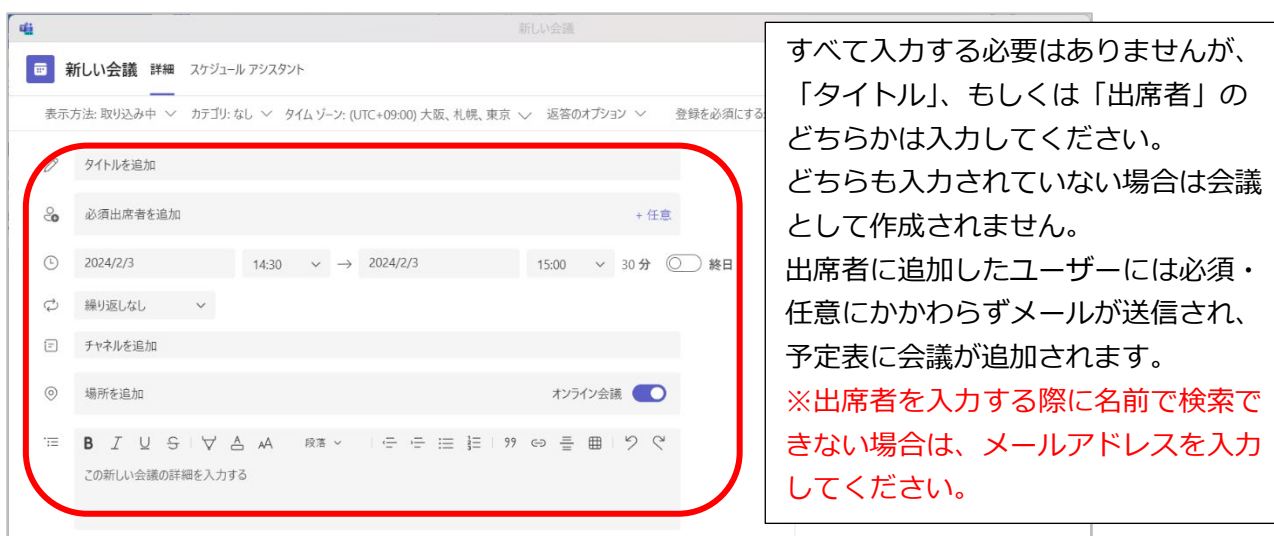 新しい会議
新しい会議 詳細 スケジュール アシスタント
表示方法: 取り込み中 カテゴリ: なし タイム ゾーン: (UTC+09:00) 大阪、札幌、東京 返答のオプション 登録を必須にする
タイトルを追加
必須出席者を追加 + 任意
2024/2/3 14:30 → 2024/2/3 15:00 30 分 終日
繰り返しなし
チャネルを追加
場所を追加 オンライン会議
B I U S A AA 段落
この新しい会議の詳細を入力する
すべて入力する必要はありませんが、
「タイトル」、もしくは「出席者」の
どちらかは入力してください。
どちらも入力されていない場合は会議
として作成されません。
出席者に追加したユーザーには必須・
任意にかかわらずメールが送信され、
予定表に会議が追加されます。
※出席者を入力する際に名前で検索で
きない場合は、メールアドレスを入力
してください。